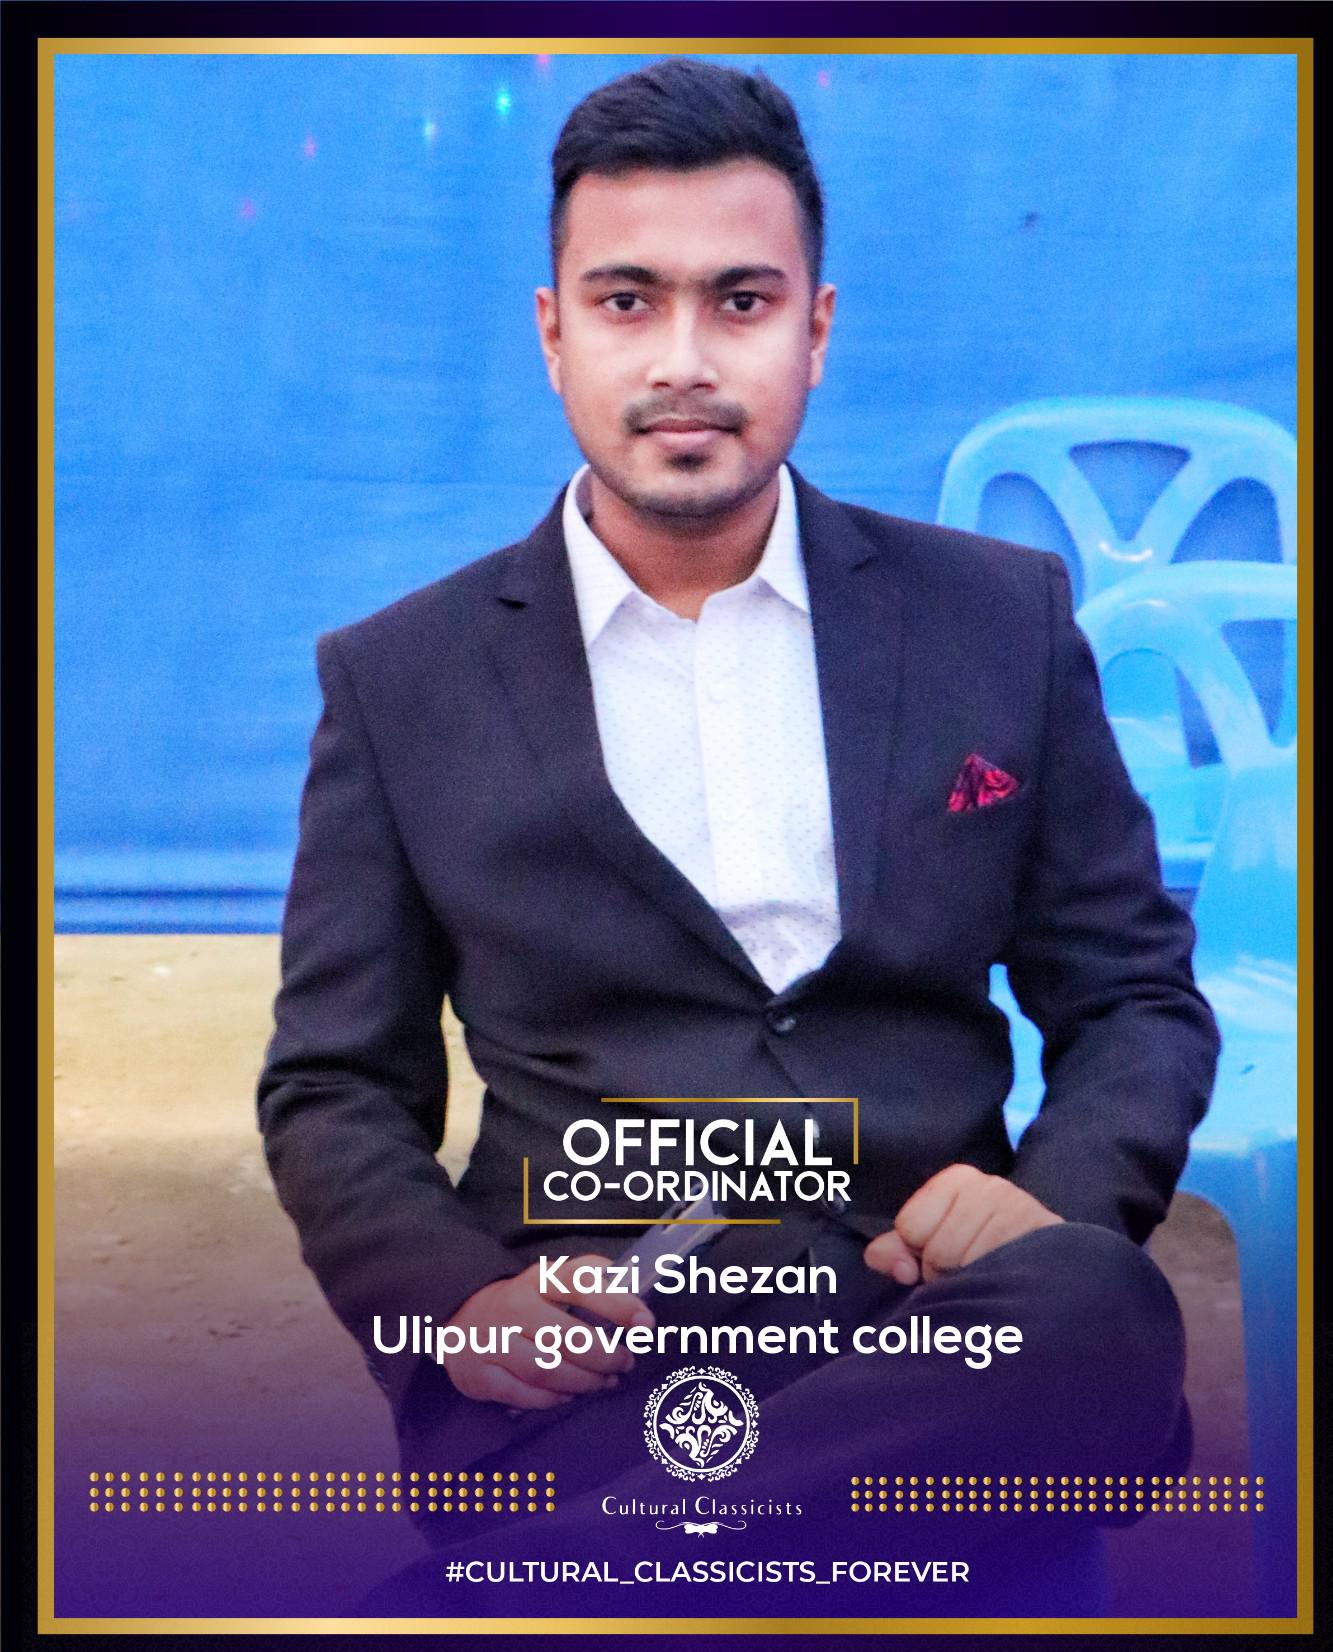 OFFICIAL
CO-ORDINATOR
Kazi Shezan
Ulipur government college
Cultural Classicists
#CULTURAL_CLASSICISTS_FOREVER